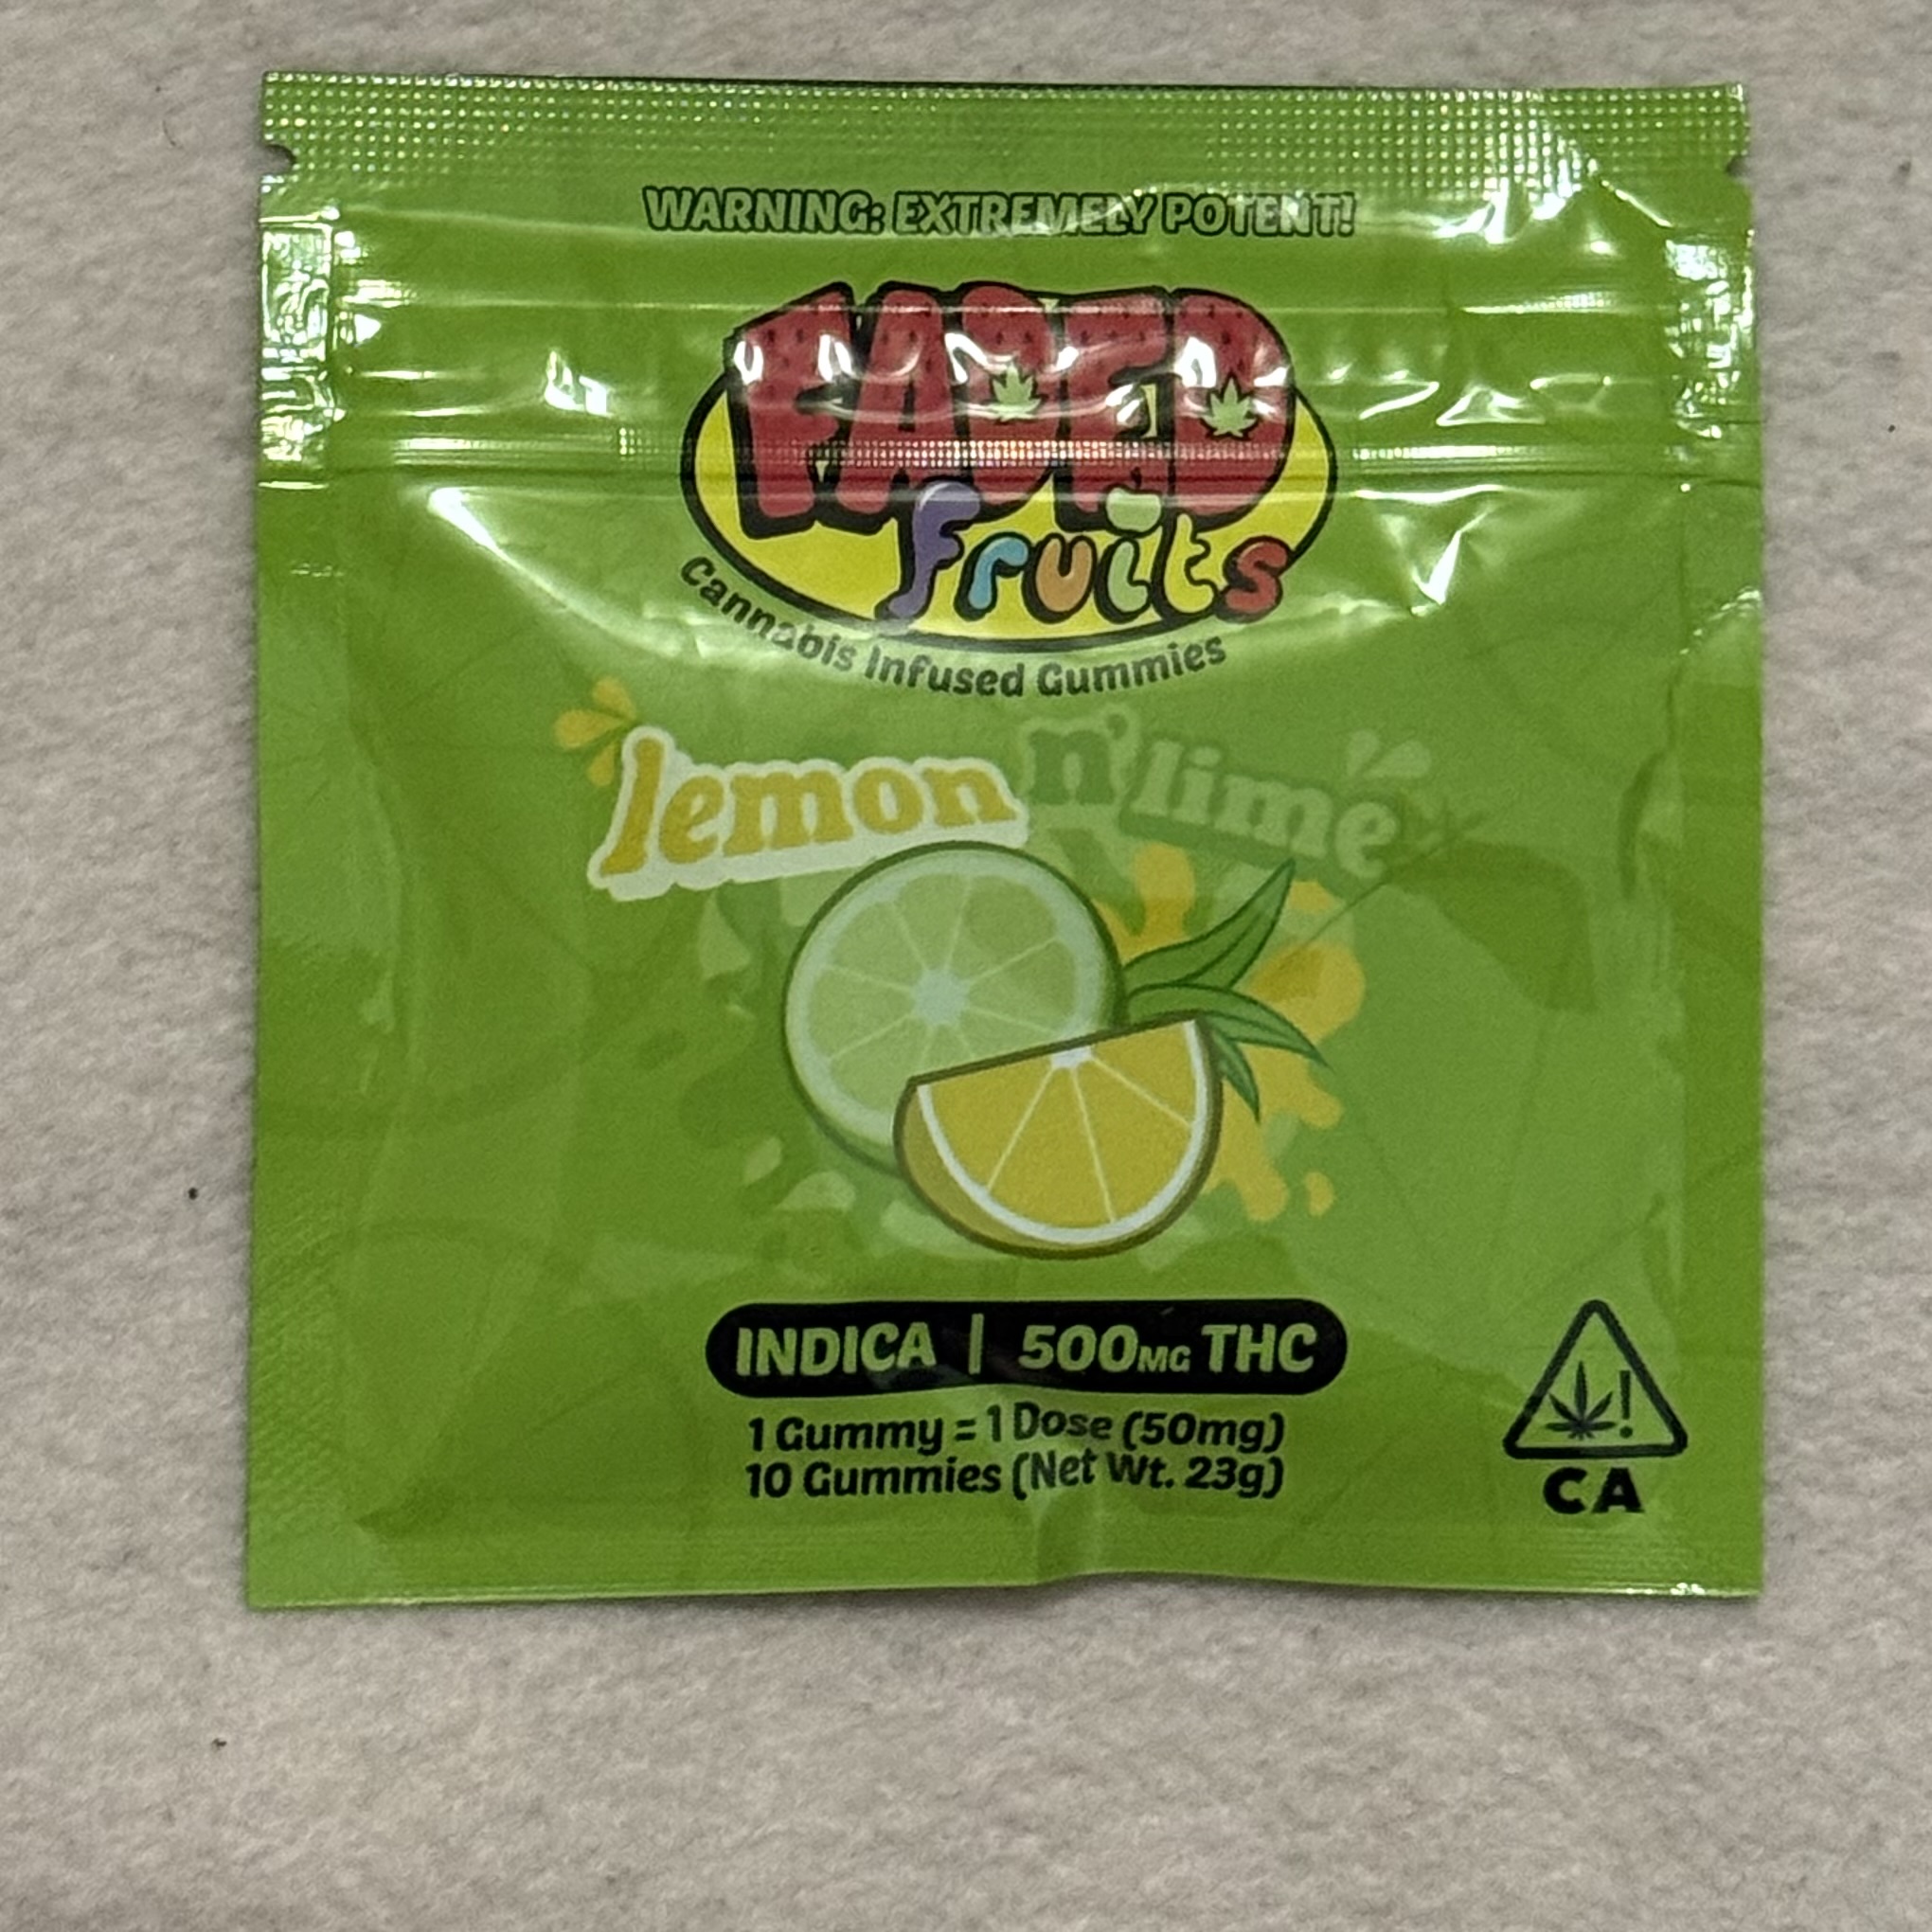 WARNING: EXTREMELY POTENT!
FADED
fruits
Cannabis Infused Gummies
lemon n' lime
INDICA | 500MG THC
1 Gummy = 1 Dose (50mg)
10 Gummies (Net Wt. 23g)
!
CA